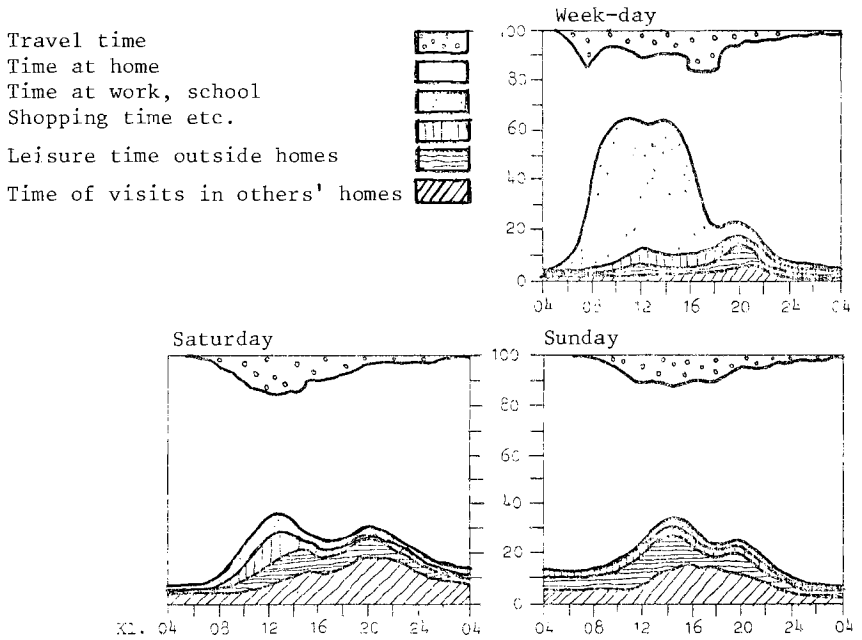 Week-day
Travel time
Time at home
Time at work, school
Shopping time etc.
Leisure time outside homes
Time of visits in others' homes
100
80
60
40
20
0
04 08 12 16 20 24 04
Saturday
Sunday
100
80
60
40
20
0
Kl. 04 08 12 16 20 24 04
04 08 12 16 20 24 04